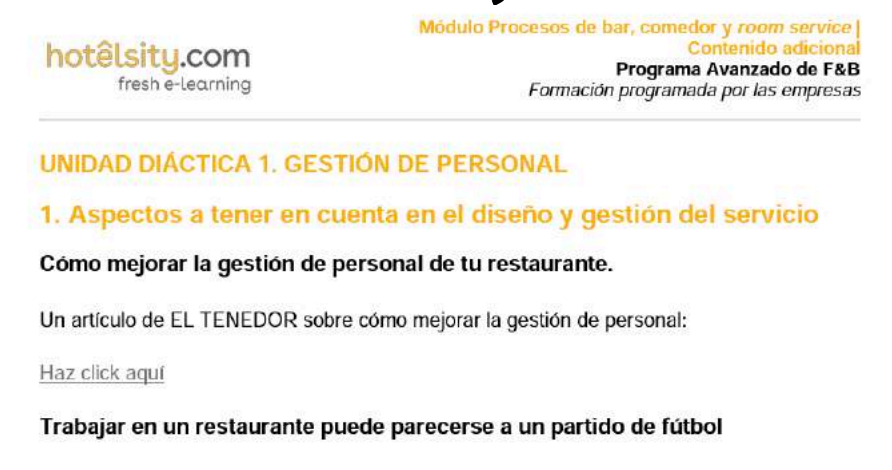 hotêlsity.com
fresh e-learning
Módulo Procesos de bar, comedor y room service|
Contenido adicional
Programa Avanzado de F&B
Formación programada por las empresas
UNIDAD DIÁCTICA 1. GESTIÓN DE PERSONAL
1. Aspectos a tener en cuenta en el diseño y gestión del servicio
Cómo mejorar la gestión de personal de tu restaurante.
Un artículo de EL TENEDOR sobre cómo mejorar la gestión de personal:
Haz click aquí
Trabajar en un restaurante puede parecerse a un partido de fútbol